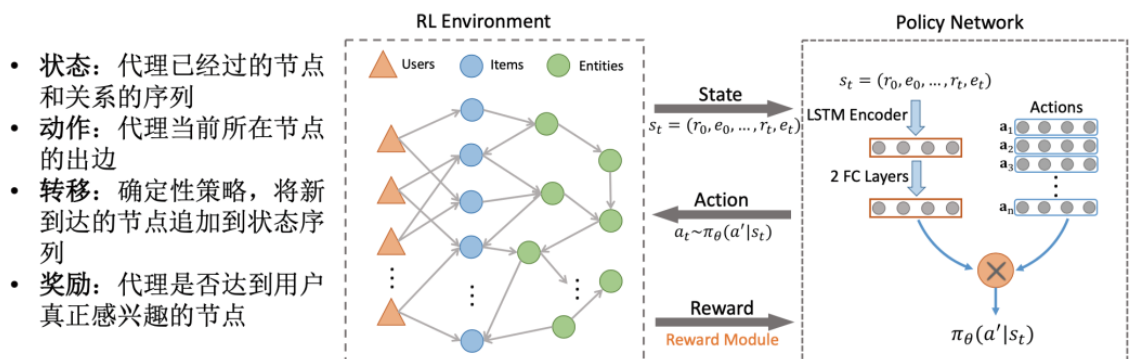 • 状态：代理已经过的节点
和关系的序列
• 动作：代理当前所在节点
的出边
• 转移：确定性策略，将新
到达的节点追加到状态序
列
• 奖励：代理是否达到用户
真正感兴趣的节点
RL Environment
Users
Items
Entities
State
s_t = (r_0, e_0, …, r_t, e_t)
Action
a_t~π_θ(a'|s_t)
Reward
Reward Module
Policy Network
s_t = (r_0, e_0, …, r_t, e_t)
LSTM Encoder
2 FC Layers
Actions
a_1
a_2
a_3
a_n
π_θ(a'|s_t)